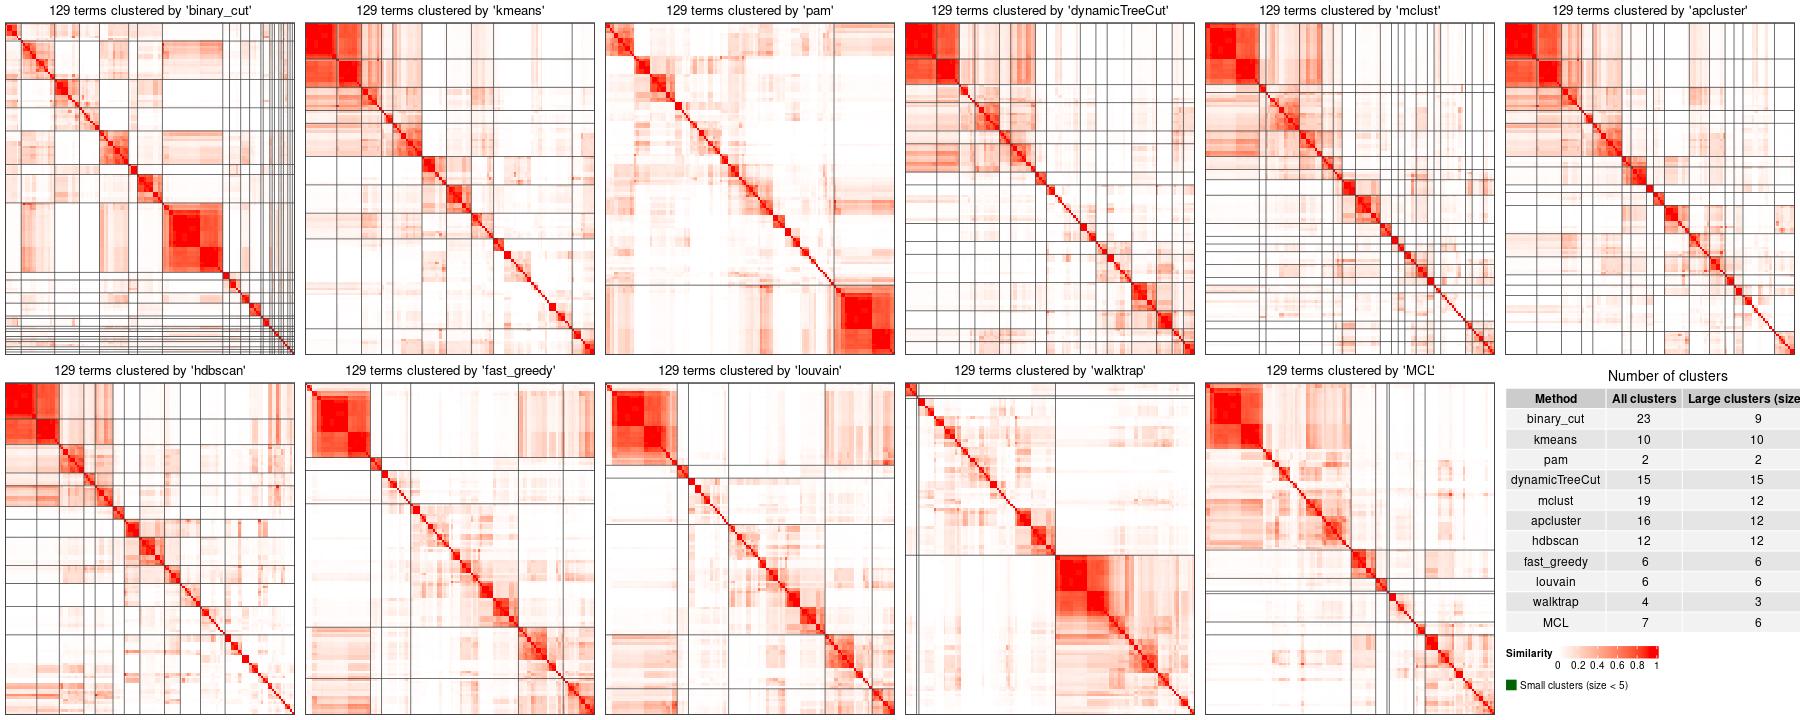 129 terms clustered by 'binary_cut'
129 terms clustered by 'kmeans'
129 terms clustered by 'pam'
129 terms clustered by 'dynamicTreeCut'
129 terms clustered by 'mclust'
129 terms clustered by 'apcluster'
129 terms clustered by 'hdbscan'
129 terms clustered by 'fast_greedy'
129 terms clustered by 'louvain'
129 terms clustered by 'walktrap'
129 terms clustered by 'MCL'
Number of clusters
Method All clusters Large clusters (size
binary_cut 23 9
kmeans 10 10
pam 2 2
dynamicTreeCut 15 15
mclust 19 12
apcluster 16 12
hdbscan 12 12
fast_greedy 6 6
louvain 6 6
walktrap 4 3
MCL 7 6
Similarity
0 0.2 0.4 0.6 0.8 1
Small clusters (size < 5)